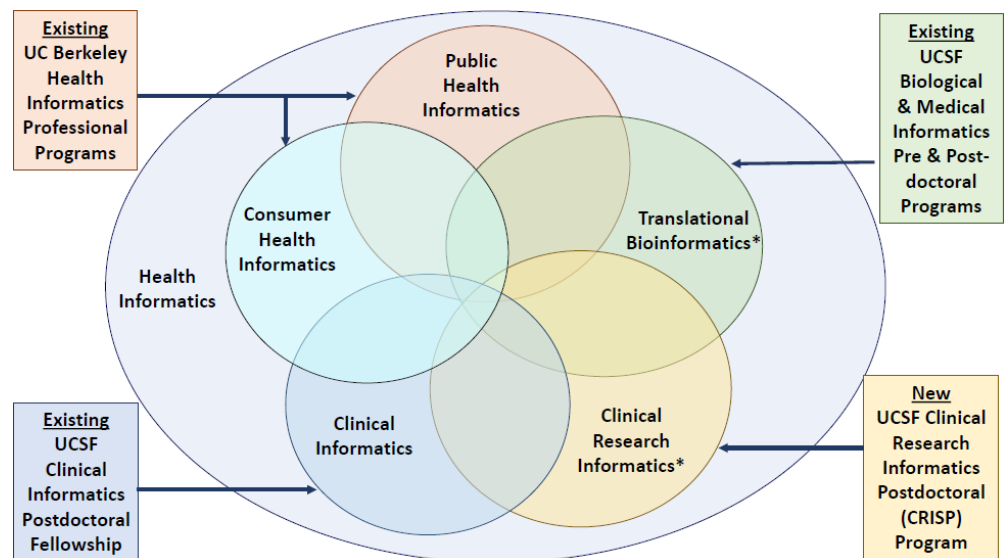 Existing
UC Berkeley
Health
Informatics
Professional
Programs
Public
Health
Informatics
Existing
UCSF
Biological
& Medical
Informatics
Pre & Post-
doctoral
Programs
Consumer
Health
Informatics
Translational
Bioinformatics*
Health
Informatics
Existing
UCSF
Clinical
Informatics
Postdoctoral
Fellowship
Clinical
Informatics
Clinical
Research
Informatics*
New
UCSF Clinical
Research
Informatics
Postdoctoral
(CRISP)
Program